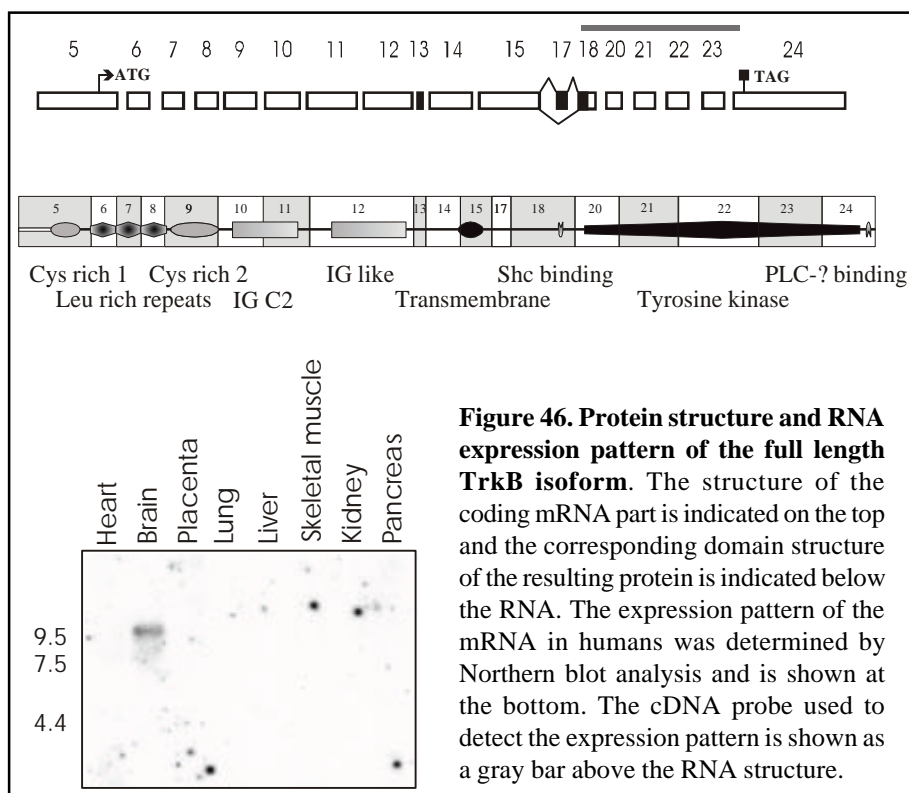 5 6 7 8 9 10 11 12 13 14 15 17 18 20 21 22 23 24
ATG TAG
5 6 7 8 9 10 11 12 13 14 15 17 18 20 21 22 23 24
Cys rich 1 Cys rich 2 IG like Shc binding PLC-? binding
Leu rich repeats IG C2 Transmembrane Tyrosine kinase
Heart
Brain
Placenta
Lung
Liver
Skeletal muscle
Kidney
Pancreas
9.5
7.5
4.4
Figure 46. Protein structure and RNA
expression pattern of the full length
TrkB isoform. The structure of the
coding mRNA part is indicated on the top
and the corresponding domain structure
of the resulting protein is indicated below
the RNA. The expression pattern of the
mRNA in humans was determined by
Northern blot analysis and is shown at
the bottom. The cDNA probe used to
detect the expression pattern is shown as
a gray bar above the RNA structure.